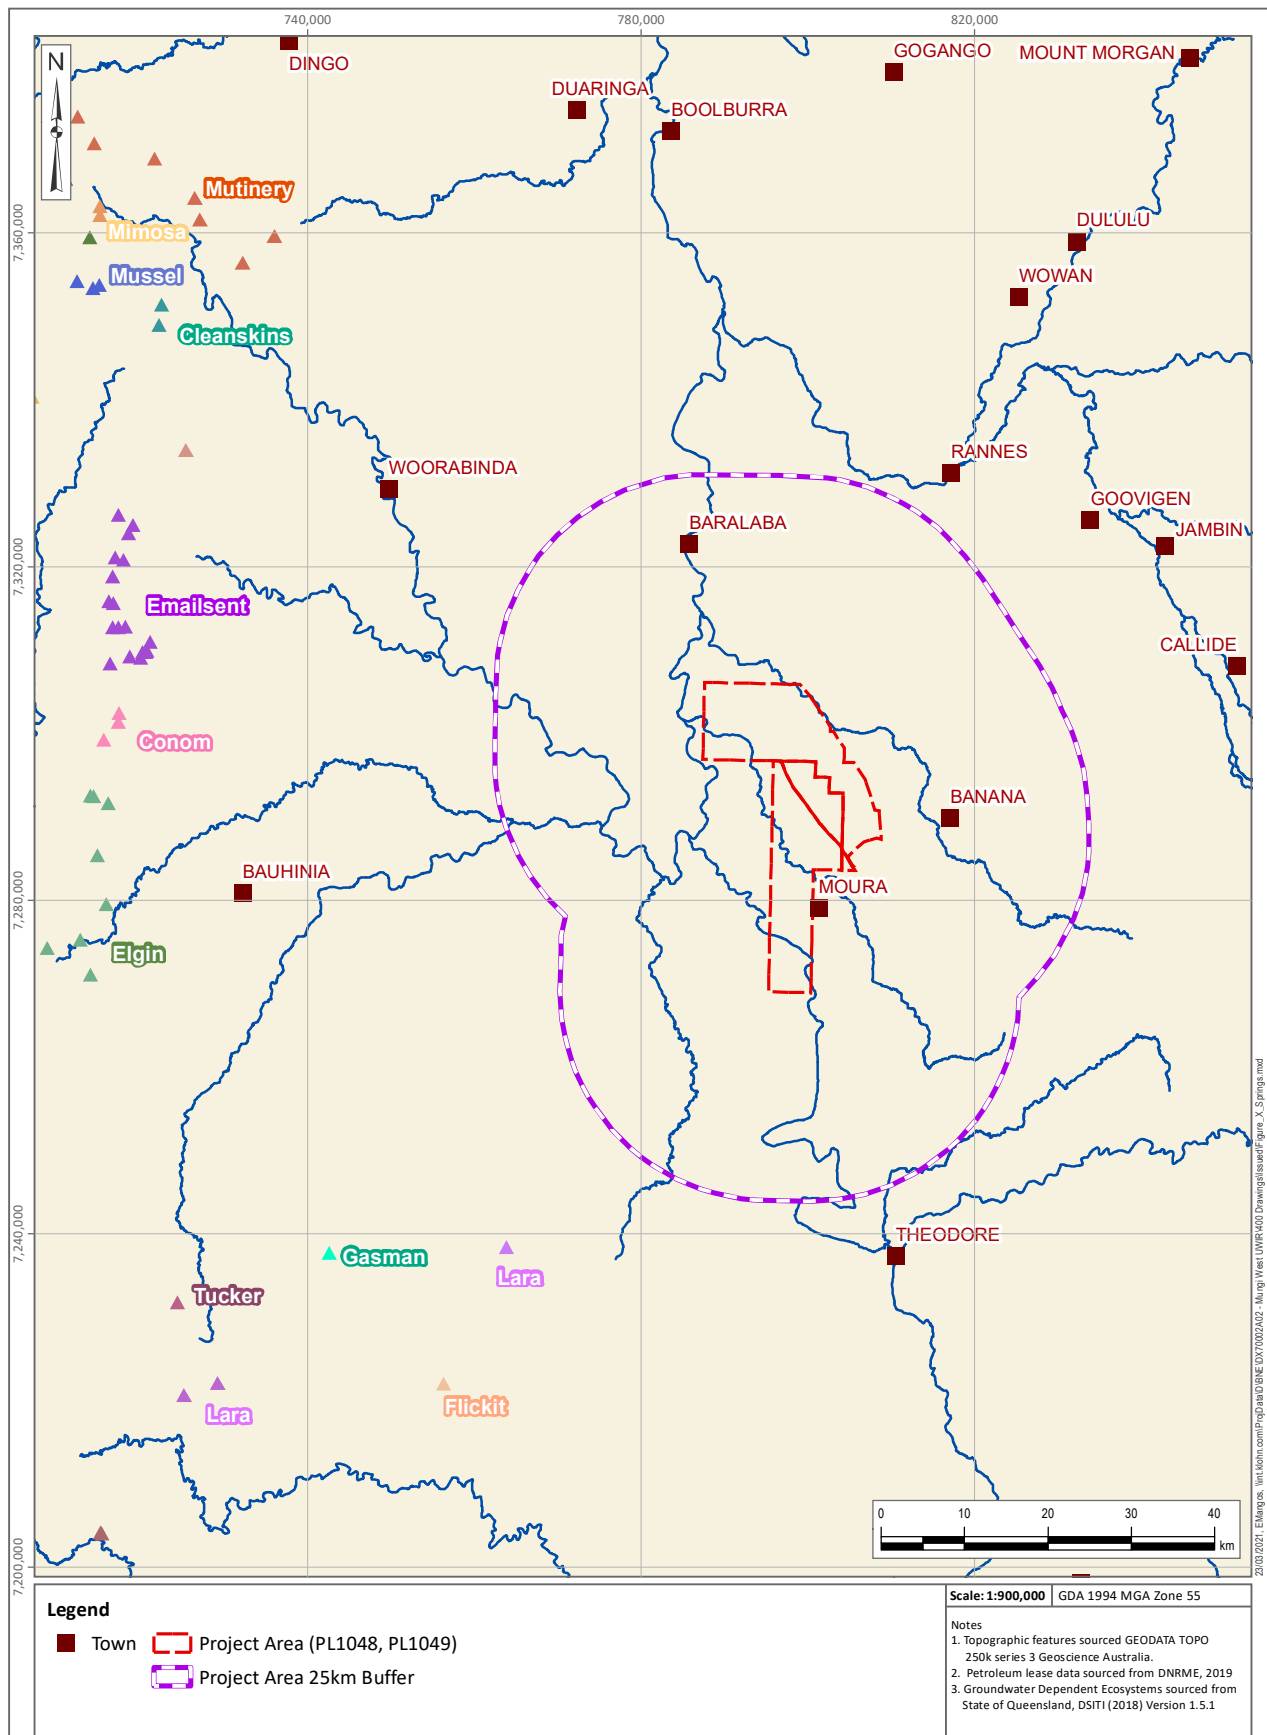 740,000
780,000
820,000
N
DINGO
GOGANGO
MOUNT MORGAN
DUARINGA
BOOLBURRA
Mutinery
Mimosa
7,360,000
DULULU
Mussel
WOWAN
Cleanskins
WOORABINDA
RANNES
GOOVIGEN
BARALABA
JAMBIN
7,320,000
Emailsent
CALLIDE
Conom
BANANA
BAUHINIA
MOURA
7,280,000
Elgin
7,240,000
THEODORE
Gasman
Lara
Tucker
Flickit
Lara
0
10
20
30
40
km
7,200,000
Legend
Town
Project Area (PL1048, PL1049)
Project Area 25km Buffer
Scale: 1:900,000
GDA 1994 MGA Zone 55
Notes
1. Topographic features sourced GEODATA TOPO
250k series 3 Geoscience Australia.
2. Petroleum lease data sourced from DNRME, 2019
3. Groundwater Dependent Ecosystems sourced from
State of Queensland, DSITI (2018) Version 1.5.1